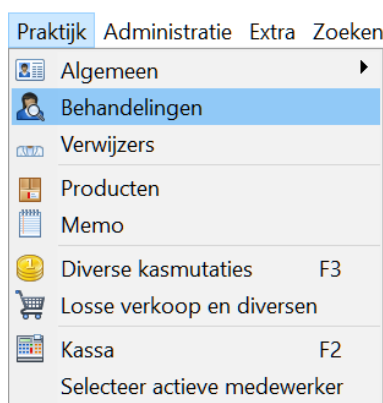 Praktijk Administratie Extra Zoeken
Algemeen
Behandelingen
Verwijzers
Producten
Memo
Diverse kasmutaties F3
Losse verkoop en diversen
Kassa F2
Selecteer actieve medewerker